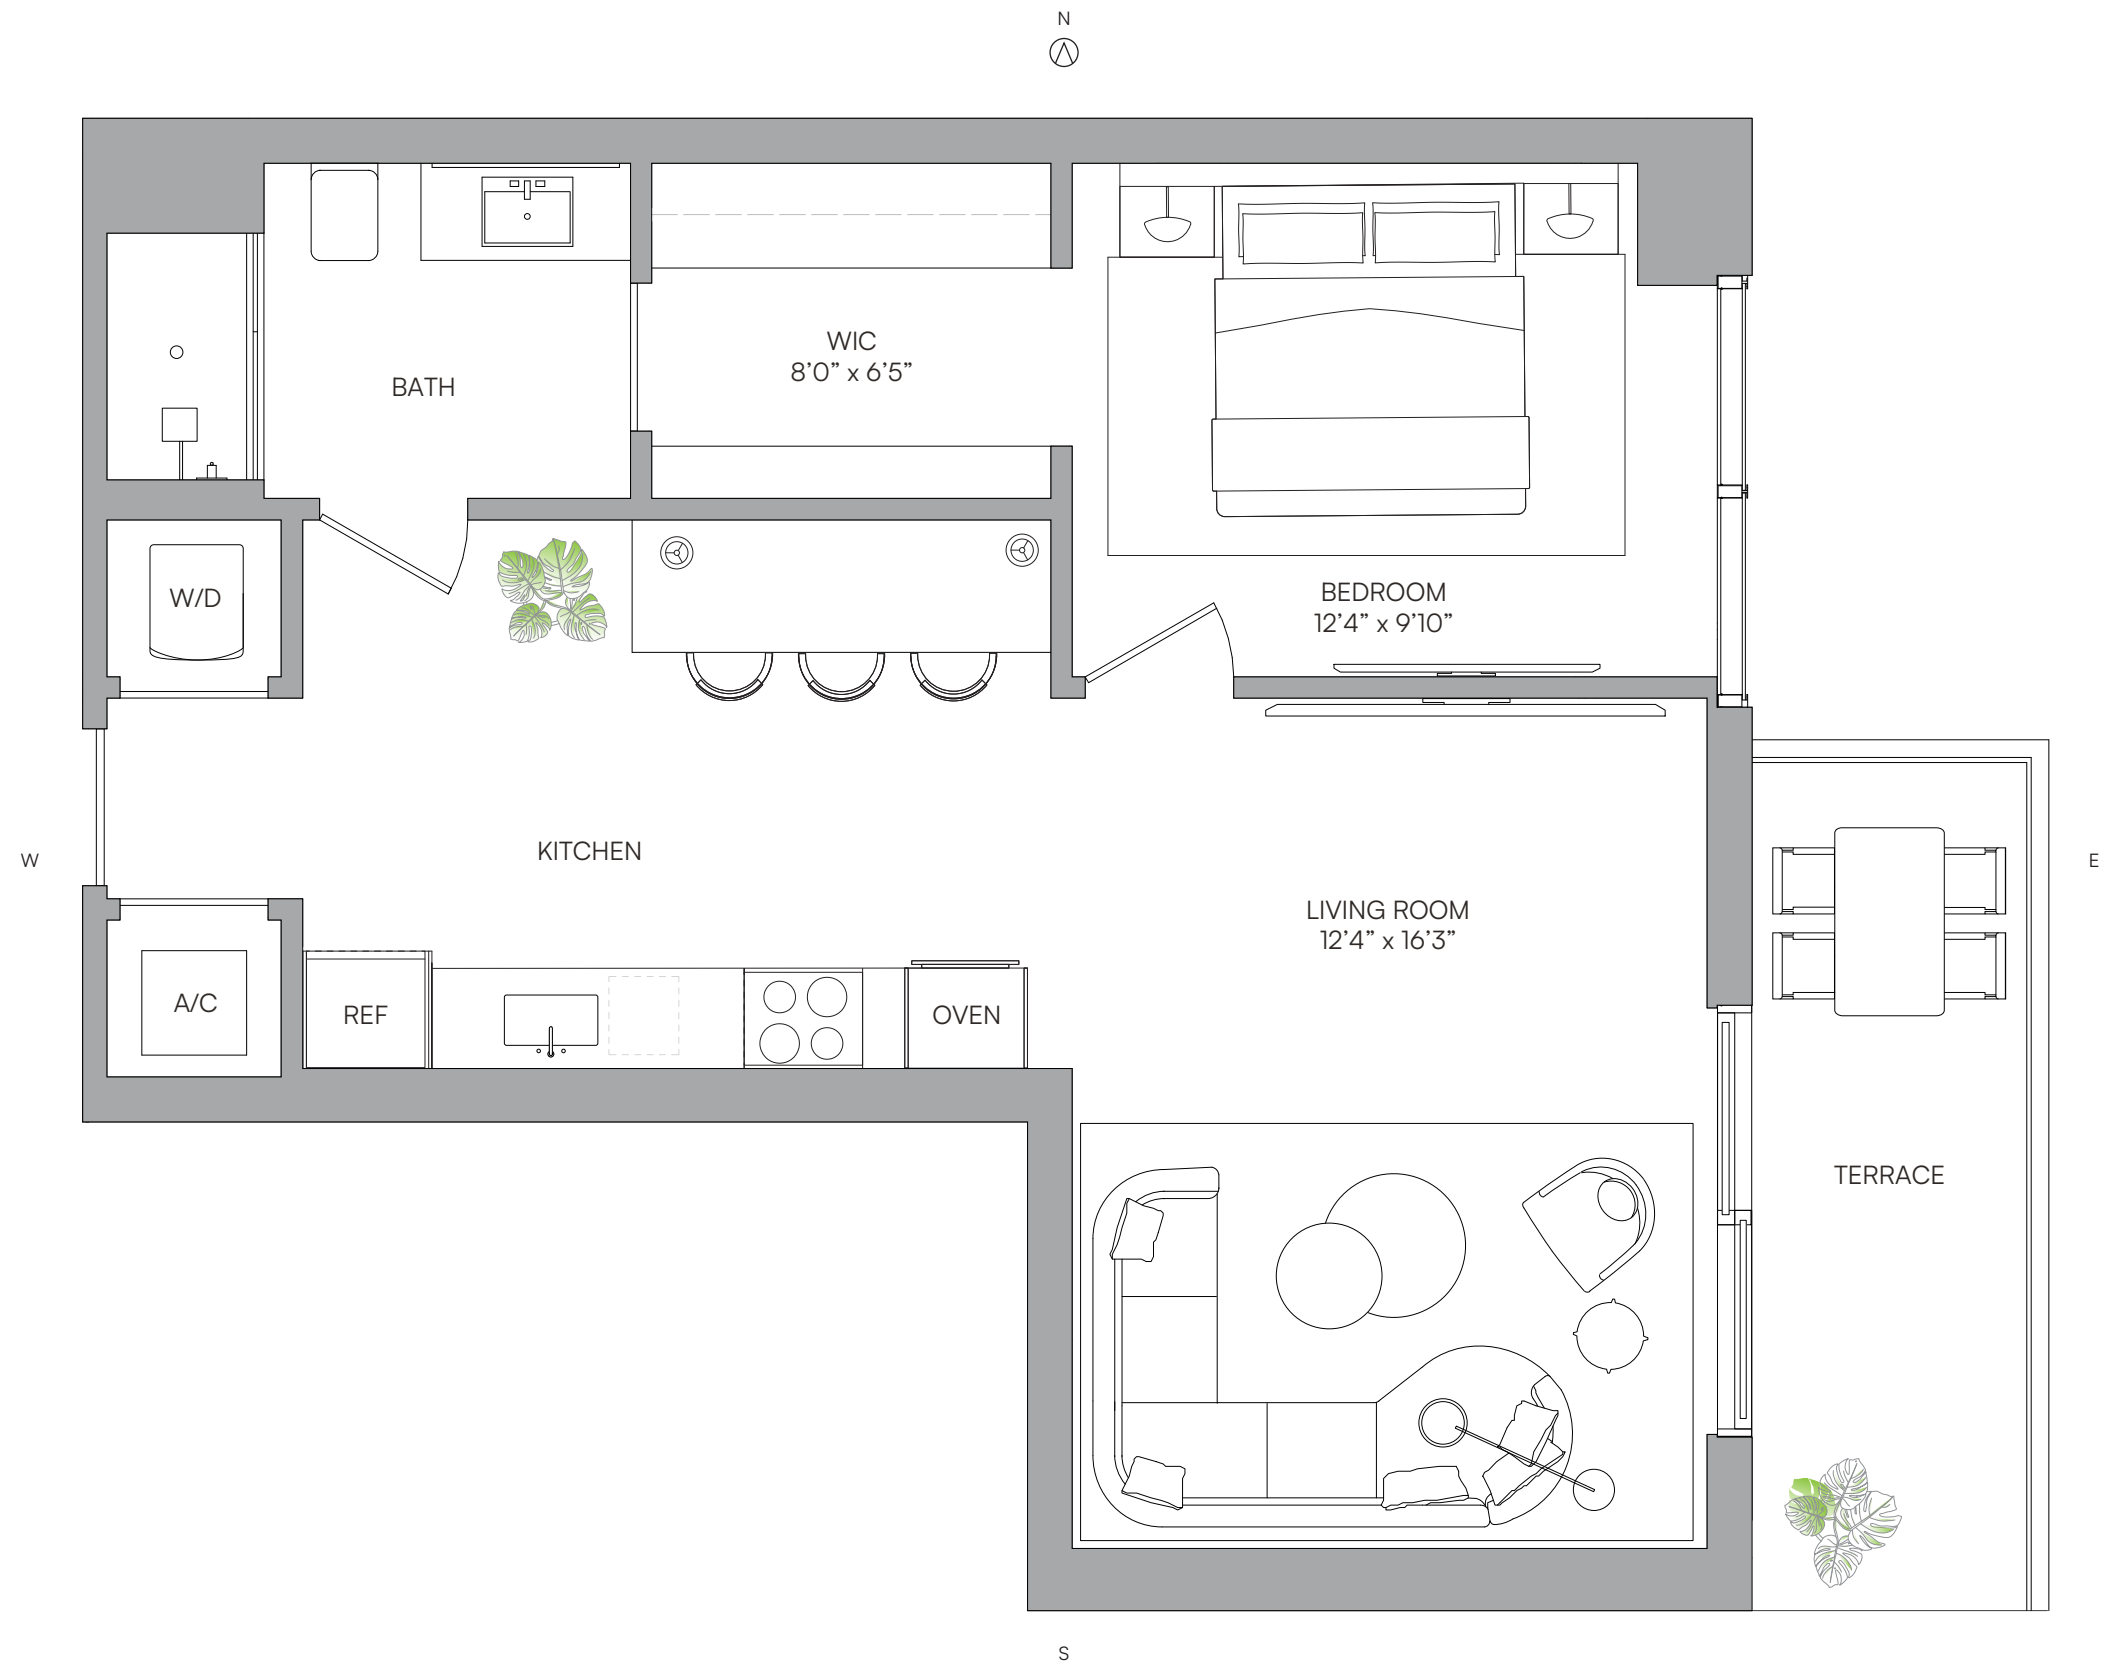 N
WIC
8’0” x 6’5”
BATH
BEDROOM
12’4” x 9’10”
W/D
KITCHEN
W
E
LIVING ROOM
12’4” x 16’3”
A/C
REF
OVEN
TERRACE
S